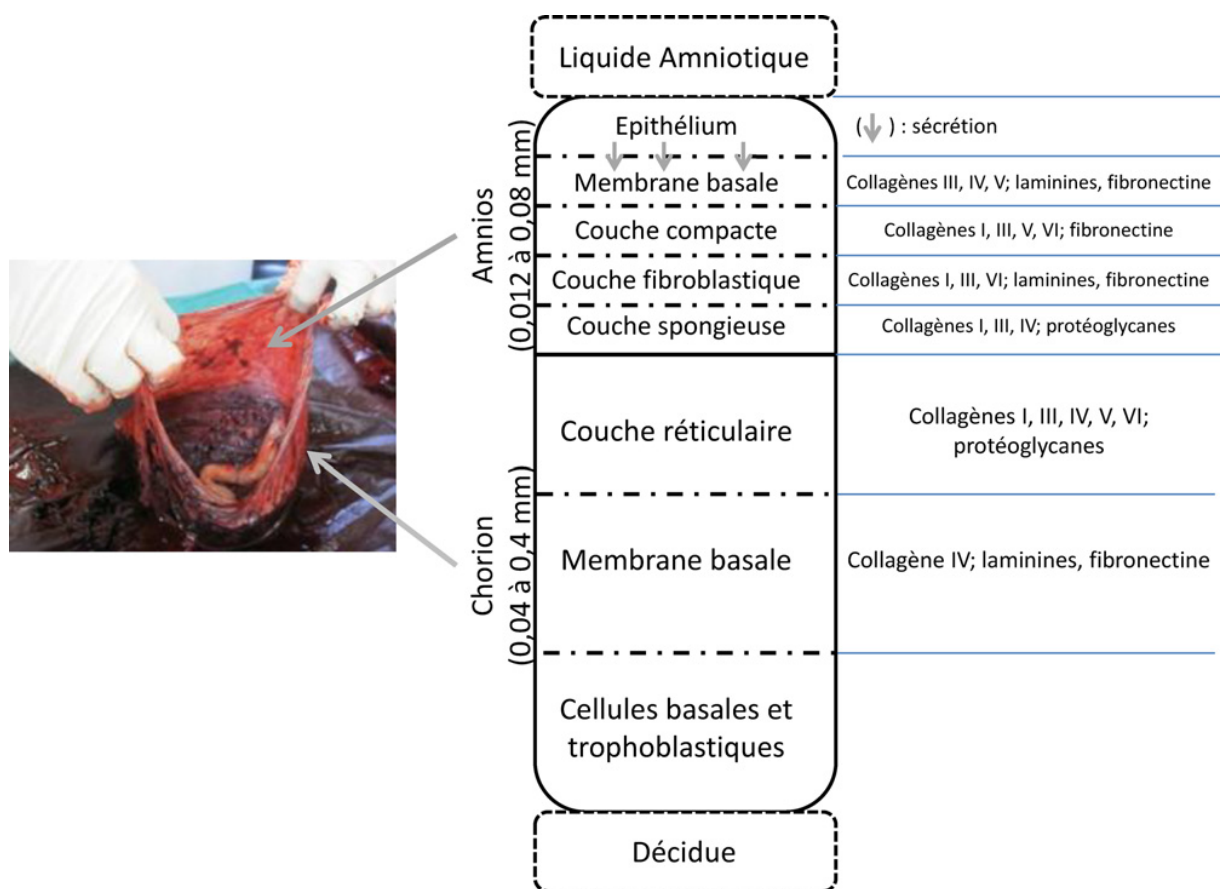 Liquide Amniotique
Amnios
(0,012 à 0,08 mm)
Epithélium
(↓) : sécrétion
Membrane basale
Collagènes III, IV, V; laminines, fibronectine
Couche compacte
Collagènes I, III, V, VI; fibronectine
Couche fibroblastique
Collagènes I, III, VI; laminines, fibronectine
Couche spongieuse
Collagènes I, III, IV; protéoglycanes
Chorion
(0,04 à 0,4 mm)
Couche réticulaire
Collagènes I, III, IV, V, VI;
protéoglycanes
Membrane basale
Collagène IV; laminines, fibronectine
Cellules basales et
trophoblastiques
Décidue